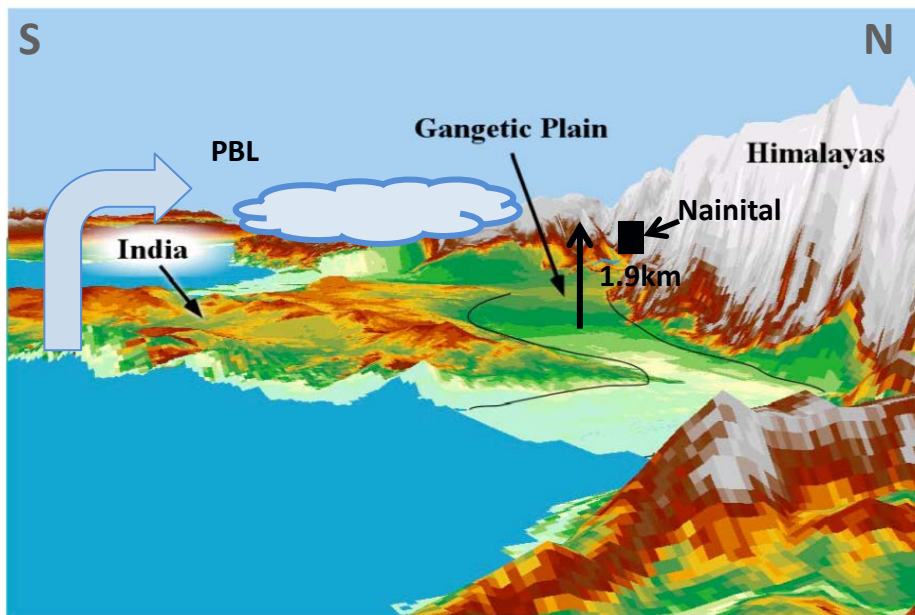 S
N
PBL
Gangetic Plain
Himalayas
Nainital
India
1.9km